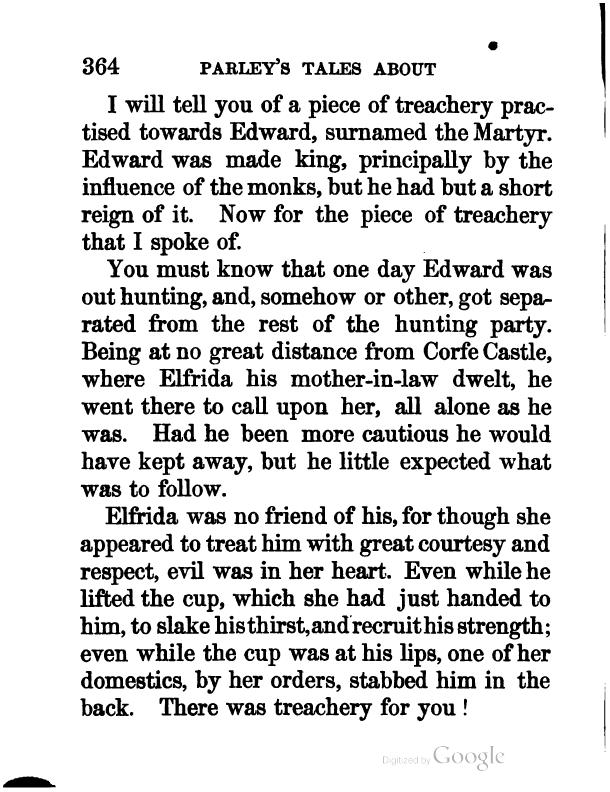 364 PARLEY'S TALES ABOUT
I will tell you of a piece of treachery prac-
tised towards Edward, surnamed the Martyr.
Edward was made king, principally by the
influence of the monks, but he had but a short
reign of it. Now for the piece of treachery
that I spoke of.
You must know that one day Edward was
out hunting, and, somehow or other, got sepa-
rated from the rest of the hunting party.
Being at no great distance from Corfe Castle,
where Elfrida his mother-in-law dwelt, he
went there to call upon her, all alone as he
was. Had he been more cautious he would
have kept away, but he little expected what
was to follow.
Elfrida was no friend of his, for though she
appeared to treat him with great courtesy and
respect, evil was in her heart. Even while he
lifted the cup, which she had just handed to
him, to slake his thirst, and recruit his strength;
even while the cup was at his lips, one of her
domestics, by her orders, stabbed him in the
back. There was treachery for you!
Digitized by Google